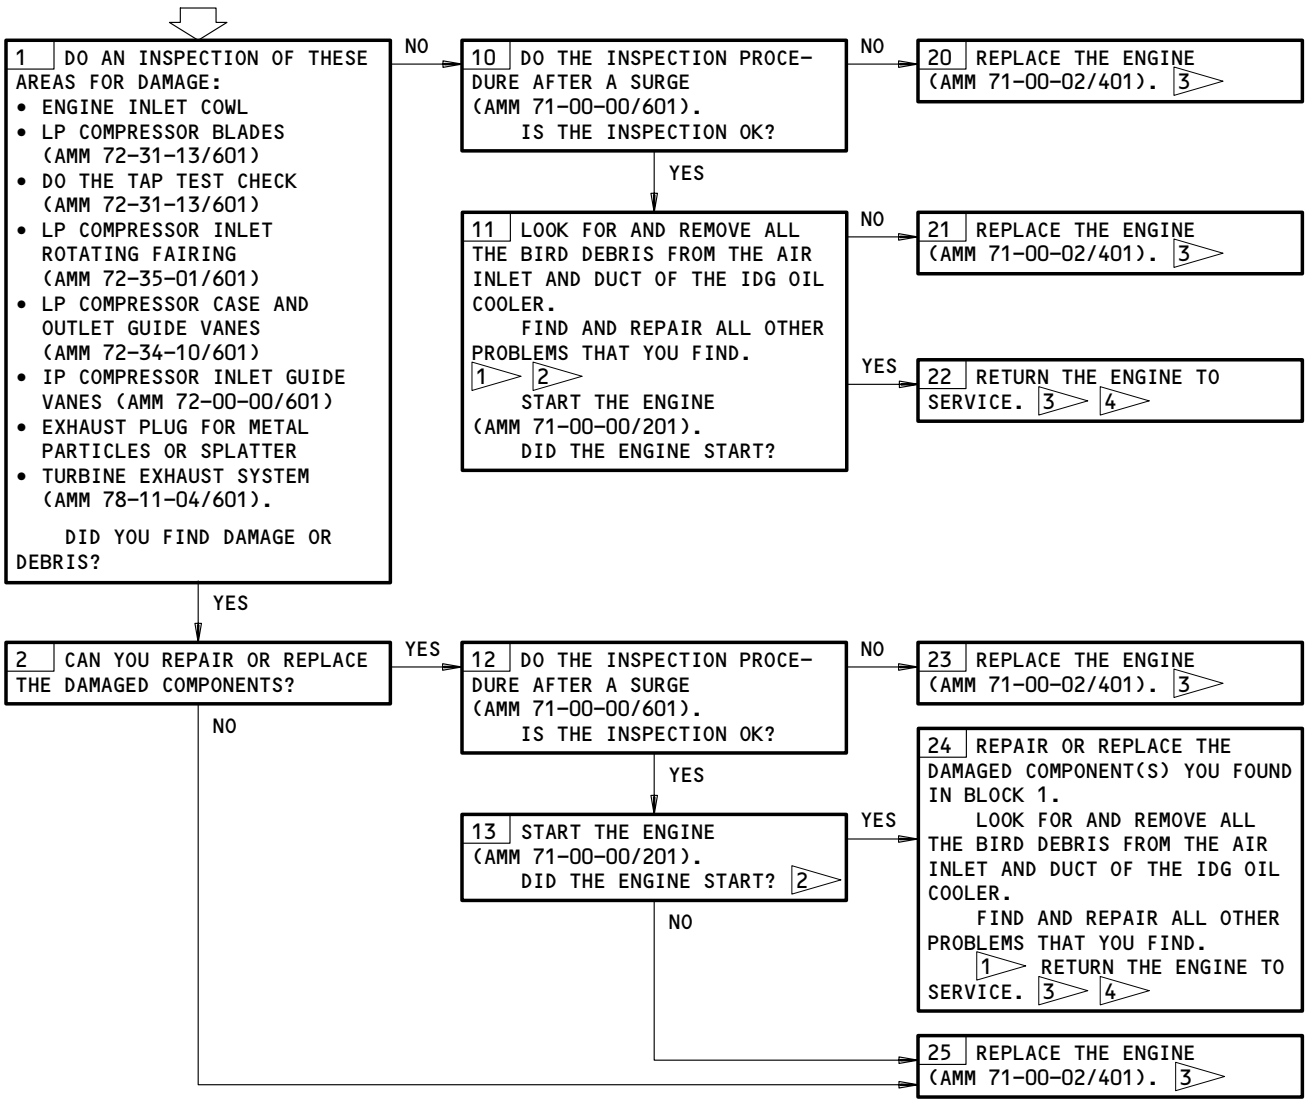 1 DO AN INSPECTION OF THESE
AREAS FOR DAMAGE:
• ENGINE INLET COWL
• LP COMPRESSOR BLADES
(AMM 72-31-13/601)
• DO THE TAP TEST CHECK
(AMM 72-31-13/601)
• LP COMPRESSOR INLET
ROTATING FAIRING
(AMM 72-35-01/601)
• LP COMPRESSOR CASE AND
OUTLET GUIDE VANES
(AMM 72-34-10/601)
• IP COMPRESSOR INLET GUIDE
VANES (AMM 72-00-00/601)
• EXHAUST PLUG FOR METAL
PARTICLES OR SPLATTER
• TURBINE EXHAUST SYSTEM
(AMM 78-11-04/601).
DID YOU FIND DAMAGE OR
DEBRIS?
NO
10 DO THE INSPECTION PROCE-
DURE AFTER A SURGE
(AMM 71-00-00/601).
IS THE INSPECTION OK?
NO
20 REPLACE THE ENGINE
(AMM 71-00-02/401). 3
YES
11 LOOK FOR AND REMOVE ALL
THE BIRD DEBRIS FROM THE AIR
INLET AND DUCT OF THE IDG OIL
COOLER.
FIND AND REPAIR ALL OTHER
PROBLEMS THAT YOU FIND.
1 2
START THE ENGINE
(AMM 71-00-00/201).
DID THE ENGINE START?
NO
21 REPLACE THE ENGINE
(AMM 71-00-02/401). 3
YES
22 RETURN THE ENGINE TO
SERVICE. 3 4
YES
2 CAN YOU REPAIR OR REPLACE
THE DAMAGED COMPONENTS?
YES
12 DO THE INSPECTION PROCE-
DURE AFTER A SURGE
(AMM 71-00-00/601).
IS THE INSPECTION OK?
NO
23 REPLACE THE ENGINE
(AMM 71-00-02/401). 3
NO
YES
13 START THE ENGINE
(AMM 71-00-00/201).
DID THE ENGINE START? 2
YES
24 REPAIR OR REPLACE THE
DAMAGED COMPONENT(S) YOU FOUND
IN BLOCK 1.
LOOK FOR AND REMOVE ALL
THE BIRD DEBRIS FROM THE AIR
INLET AND DUCT OF THE IDG OIL
COOLER.
FIND AND REPAIR ALL OTHER
PROBLEMS THAT YOU FIND.
1 RETURN THE ENGINE TO
SERVICE. 3 4
NO
25 REPLACE THE ENGINE
(AMM 71-00-02/401). 3